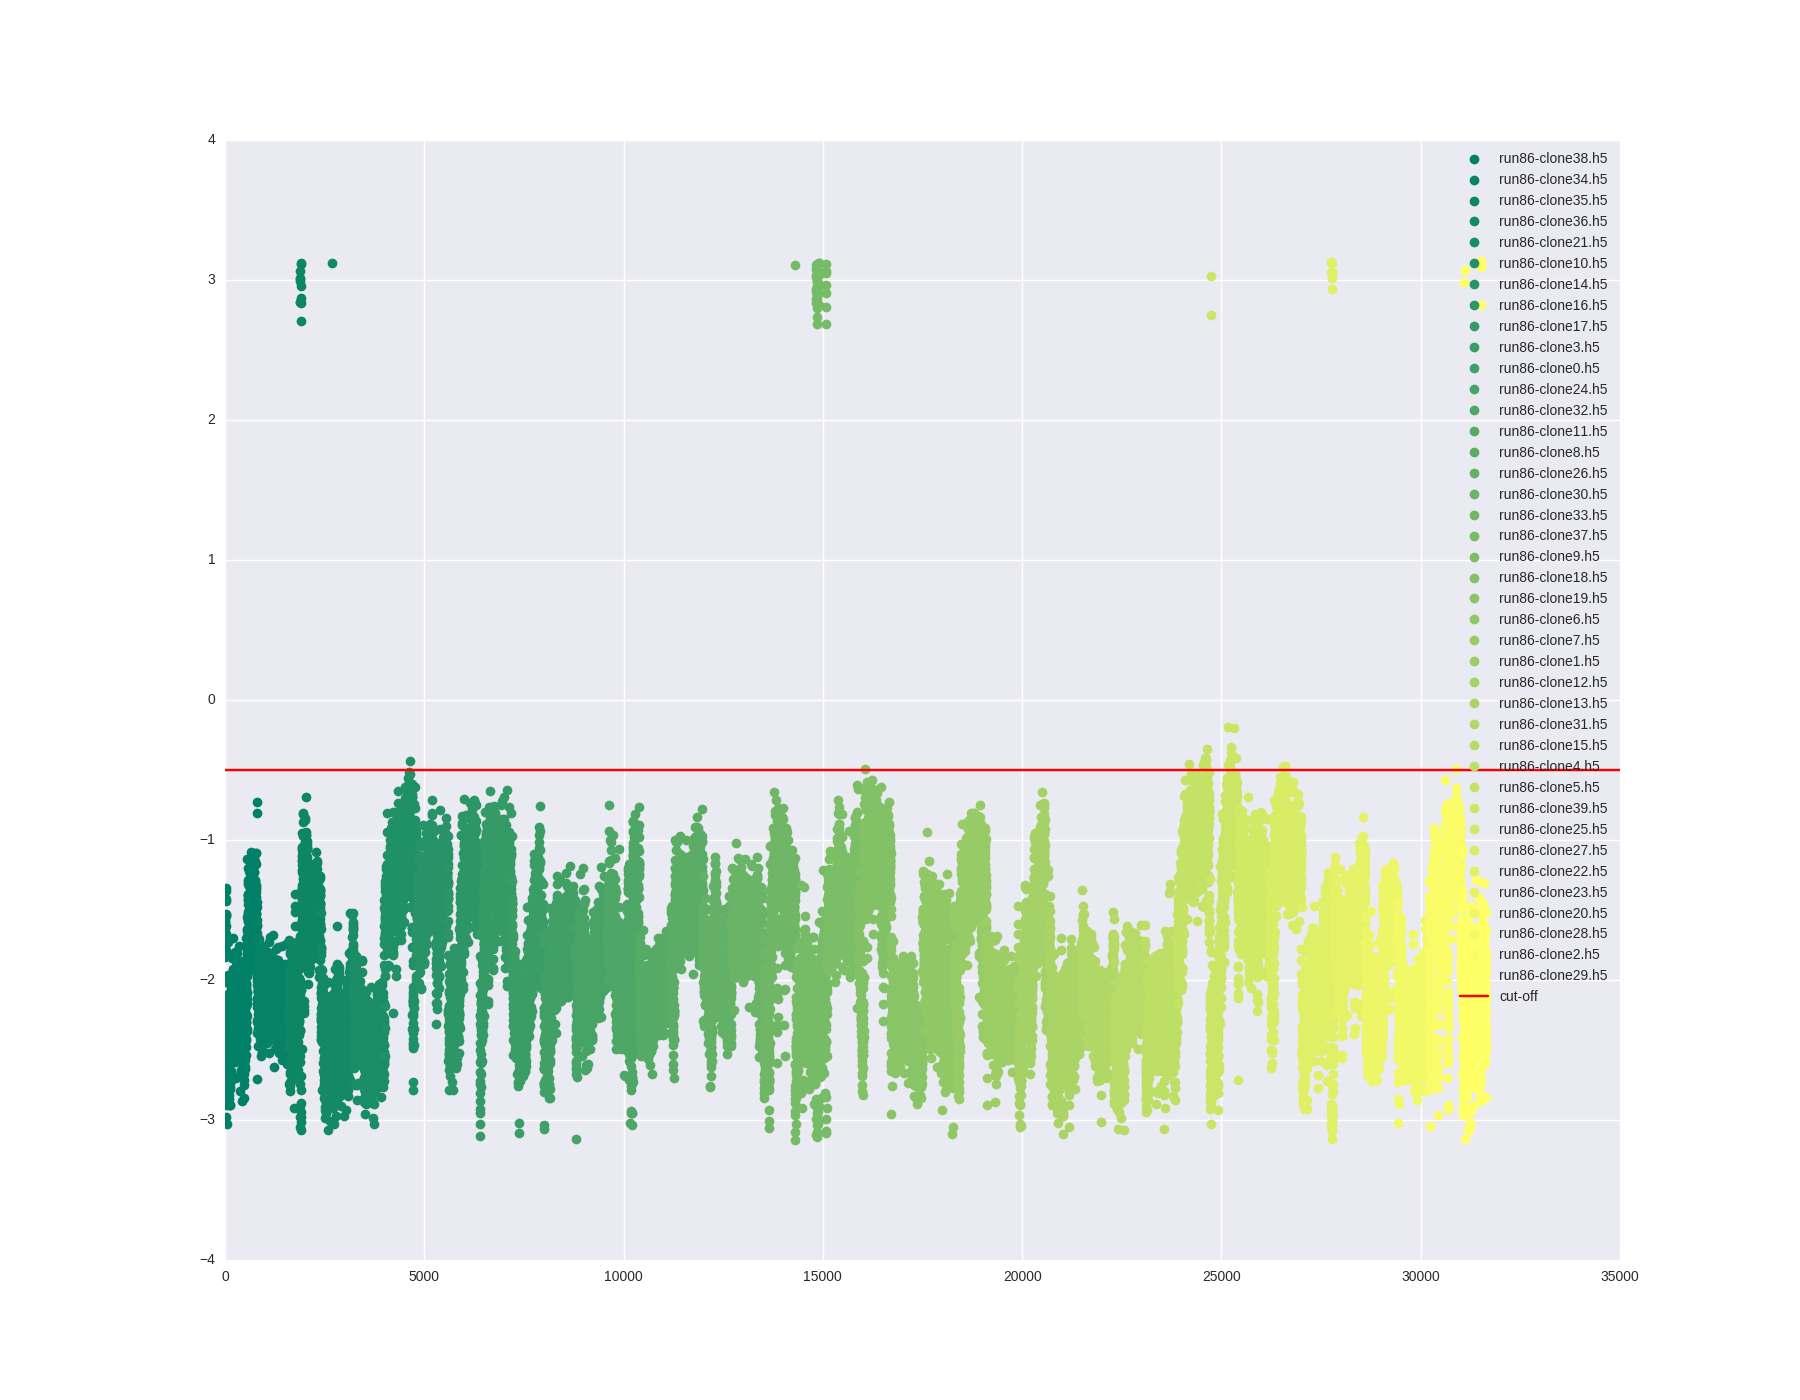 4
3
2
1
0
−1
−2
−3
−4
0 5000 10000 15000 20000 25000 30000 35000
run86-clone38.h5
run86-clone34.h5
run86-clone35.h5
run86-clone36.h5
run86-clone21.h5
run86-clone10.h5
run86-clone14.h5
run86-clone16.h5
run86-clone17.h5
run86-clone3.h5
run86-clone0.h5
run86-clone24.h5
run86-clone32.h5
run86-clone11.h5
run86-clone8.h5
run86-clone26.h5
run86-clone30.h5
run86-clone33.h5
run86-clone37.h5
run86-clone9.h5
run86-clone18.h5
run86-clone19.h5
run86-clone6.h5
run86-clone7.h5
run86-clone1.h5
run86-clone12.h5
run86-clone13.h5
run86-clone31.h5
run86-clone15.h5
run86-clone4.h5
run86-clone5.h5
run86-clone39.h5
run86-clone25.h5
run86-clone27.h5
run86-clone22.h5
run86-clone23.h5
run86-clone20.h5
run86-clone28.h5
run86-clone2.h5
run86-clone29.h5
cut-off